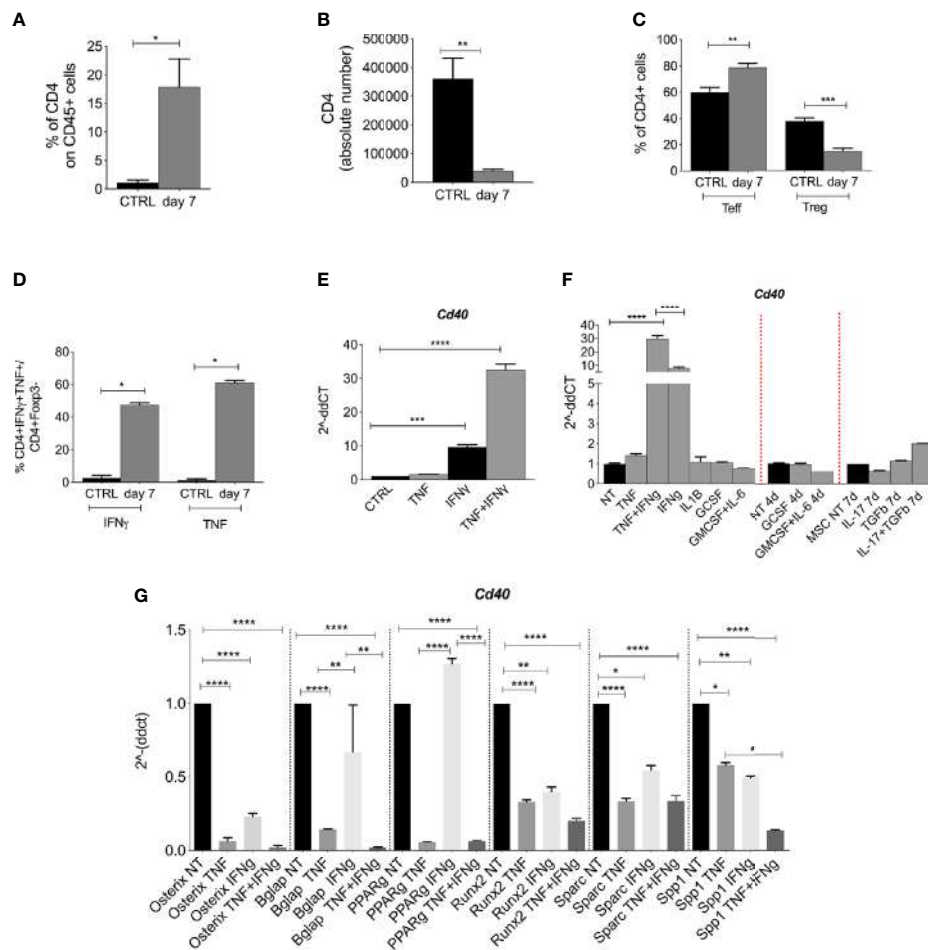 A
% of CD4
on CD45+ cells
25
20
15
10
5
0
*
CTRL day 7
B
CD4
(absolute number)
500000
400000
300000
200000
100000
0
**
CTRL day 7
C
% of CD4+ cells
100
80
60
40
20
0
**
***
CTRL day 7 CTRL day 7
Teff Treg
D
% CD4+IFNγ+TNF+/
CD4+Foxp3-
80
60
40
20
0
*
*
CTRL day 7 CTRL day 7
IFNγ TNF
E
Cd40
2^-ddCT
40
30
20
10
0
****
***
CTRL
TNF
IFNγ
TNF+IFNγ
F
Cd40
2^-ddCT
40
35
30
25
20
15
10
5
4
3
2
1
0
****
****
NT
TNF
TNF+IFNg
IFNg
IL1B
GCSF
GMCSF+IL-6
NT 4d
GCSF 4d
GMCSF+IL-6 4d
MSC NT 7d
IL-17 7d
TGFb 7d
IL-17+TGFb 7d
G
Cd40
2^-(ddct)
1.5
1.0
0.5
0.0
****
****
****
****
** **
****
****
**** ****
****
**
****
****
*
****
****
**
*
#
Osterix NT
Osterix TNF
Osterix IFNg
Osterix TNF+IFNg
Bglap NT
Bglap TNF
Bglap IFNg
Bglap TNF+IFNg
PPARg NT
PPARg TNF
PPARg IFNg
PPARg TNF+IFNg
Runx2 NT
Runx2 TNF
Runx2 IFNg
Runx2 TNF+IFNg
Sparc NT
Sparc TNF
Sparc IFNg
Sparc TNF+IFNg
Spp1 NT
Spp1 TNF
Spp1 IFNg
Spp1 TNF+IFNg